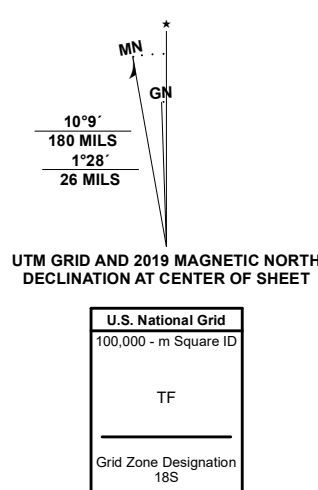 ★
MN
GN
10°9´
180 MILS
1°28´
26 MILS
UTM GRID AND 2019 MAGNETIC NORTH
DECLINATION AT CENTER OF SHEET
U.S. National Grid
100,000 - m Square ID
TF
Grid Zone Designation
18S